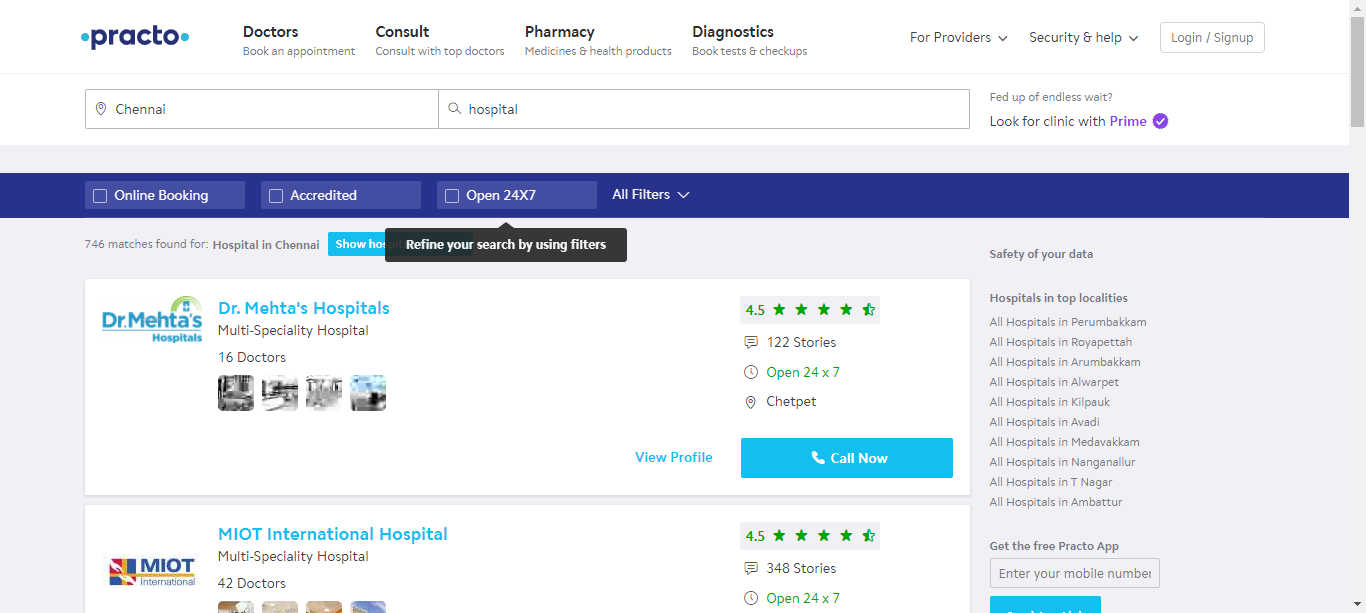 practo
Doctors
Book an appointment
Consult
Consult with top doctors
Pharmacy
Medicines & health products
Diagnostics
Book tests & checkups
For Providers
Security & help
Login / Signup
Chennai
hospital
Fed up of endless wait?
Look for clinic with Prime
Online Booking
Accredited
Open 24X7
All Filters
746 matches found for: Hospital in Chennai
Show
Refine your search by using filters
Dr.Mehta's
Hospitals
Dr. Mehta's Hospitals
Multi-Speciality Hospital
16 Doctors
4.5
122 Stories
Open 24 x 7
Chetpet
View Profile
Call Now
MIOT
International
MIOT International Hospital
Multi-Speciality Hospital
42 Doctors
4.5
348 Stories
Open 24 x 7
Safety of your data
Hospitals in top localities
All Hospitals in Perumbakkam
All Hospitals in Royapettah
All Hospitals in Arumbakkam
All Hospitals in Alwarpet
All Hospitals in Kilpauk
All Hospitals in Avadi
All Hospitals in Medavakkam
All Hospitals in Nanganallur
All Hospitals in T Nagar
All Hospitals in Ambattur
Get the free Practo App
Enter your mobile number